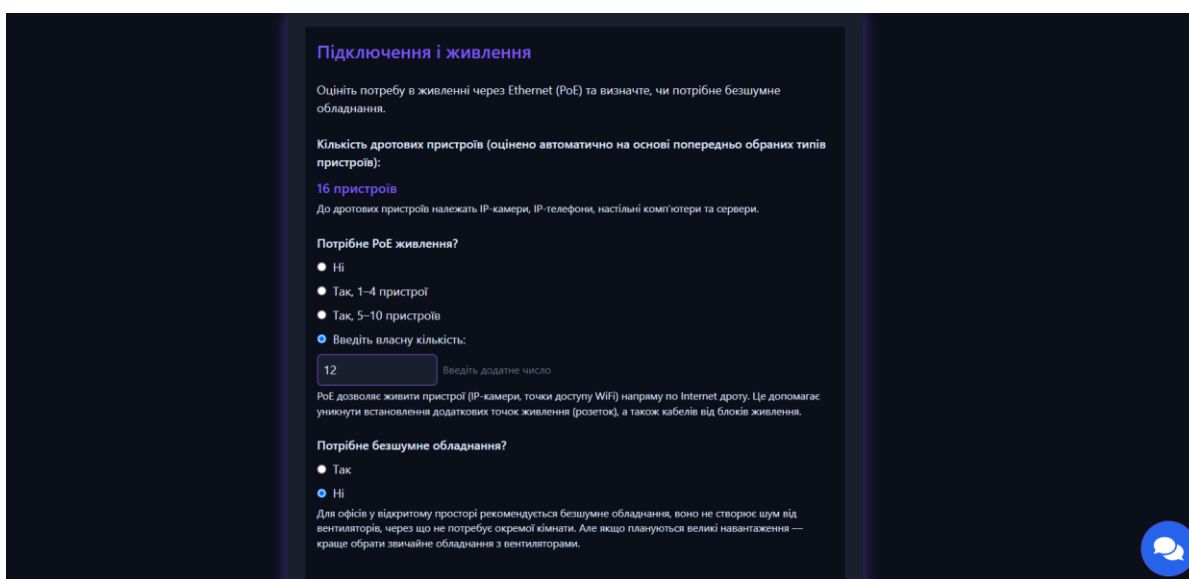 Підключення і живлення
Оцініть потребу в живленні через Ethernet (PoE) та визначте, чи потрібне безшумне
обладнання.
Кількість дротових пристроїв (оцінено автоматично на основі попередньо обраних типів
пристроїв):
16 пристроїв
До дротових пристроїв належать IP-камери, IP-телефони, настільні комп'ютери та сервери.
Потрібне PoE живлення?
Ні
Так, 1–4 пристрої
Так, 5–10 пристроїв
Введіть власну кількість:
12 Введіть додатне число
PoE дозволяє живити пристрої (IP-камери, точки доступу WiFi) напряму по Internet дроту. Це допомагає
уникнути встановлення додаткових точок живлення (розеток), а також кабелів від блоків живлення.
Потрібне безшумне обладнання?
Так
Ні
Для офісів у відкритому просторі рекомендується безшумне обладнання, воно не створює шум від
вентиляторів, через що не потребує окремої кімнати. Але якщо плануються великі навантаження —
краще обрати звичайне обладнання з вентиляторами.